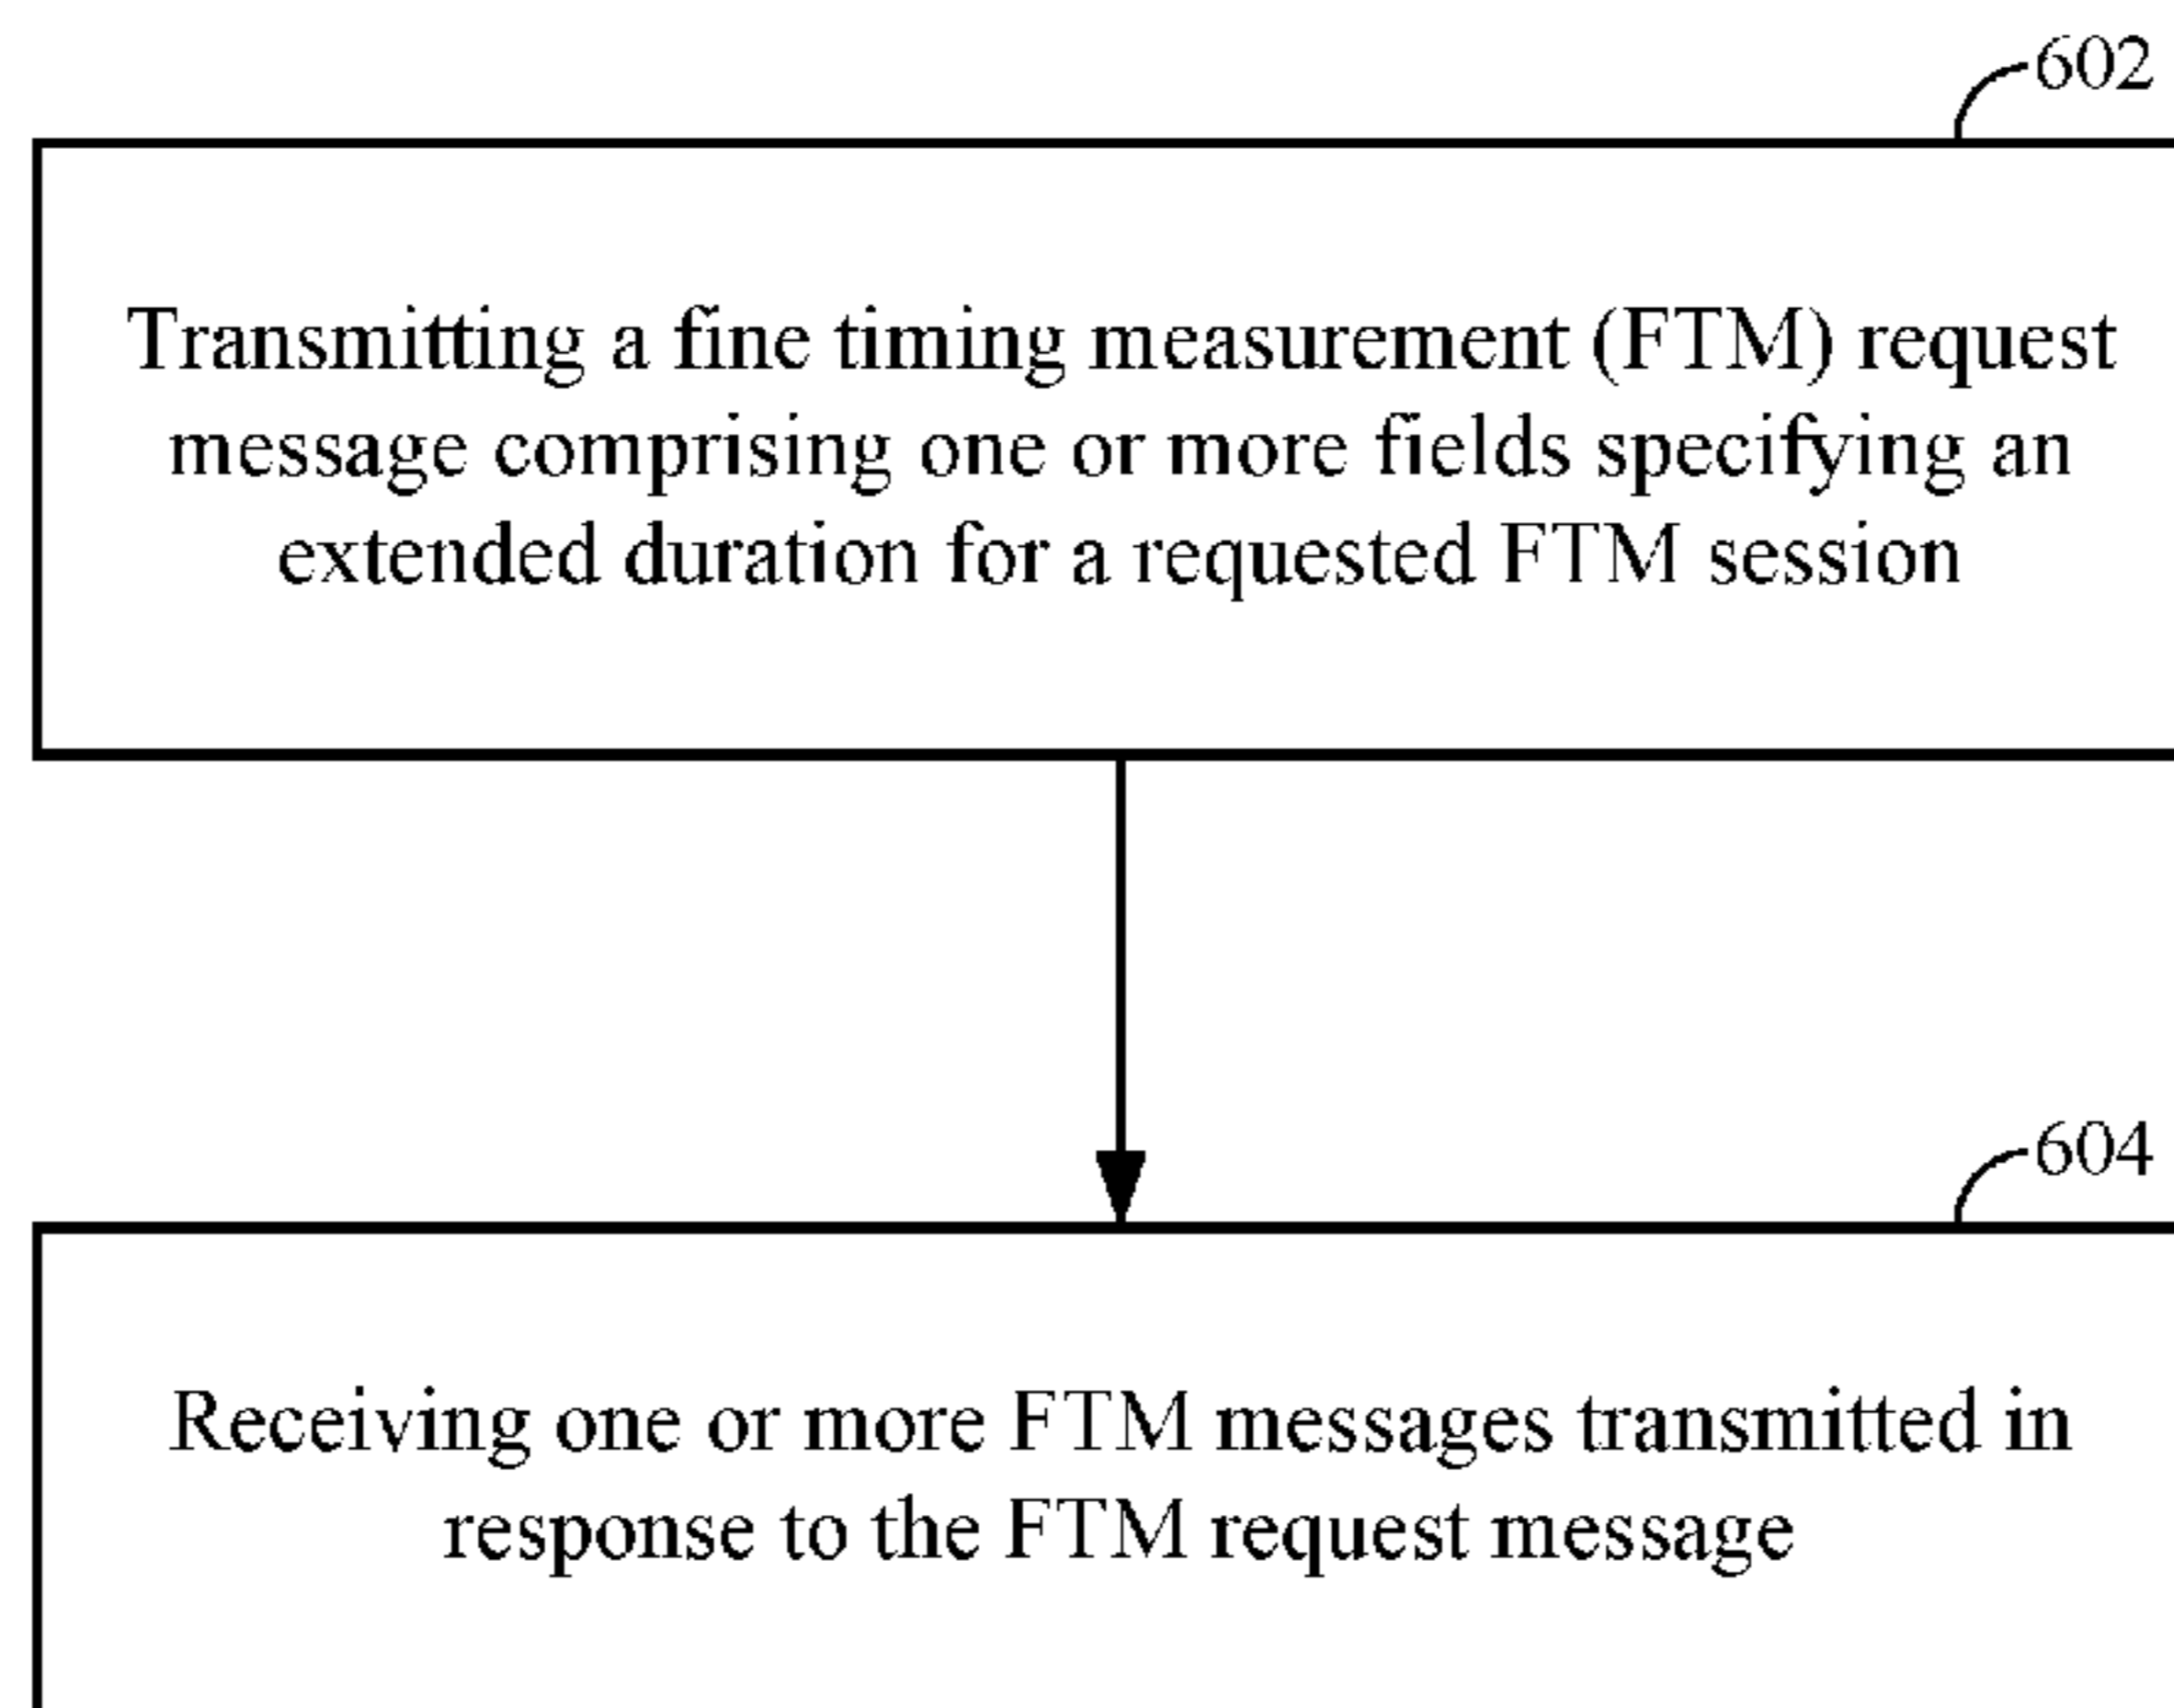 602
Transmitting a fine timing measurement (FTM) request
message comprising one or more fields specifying an
extended duration for a requested FTM session
604
Receiving one or more FTM messages transmitted in
response to the FTM request message